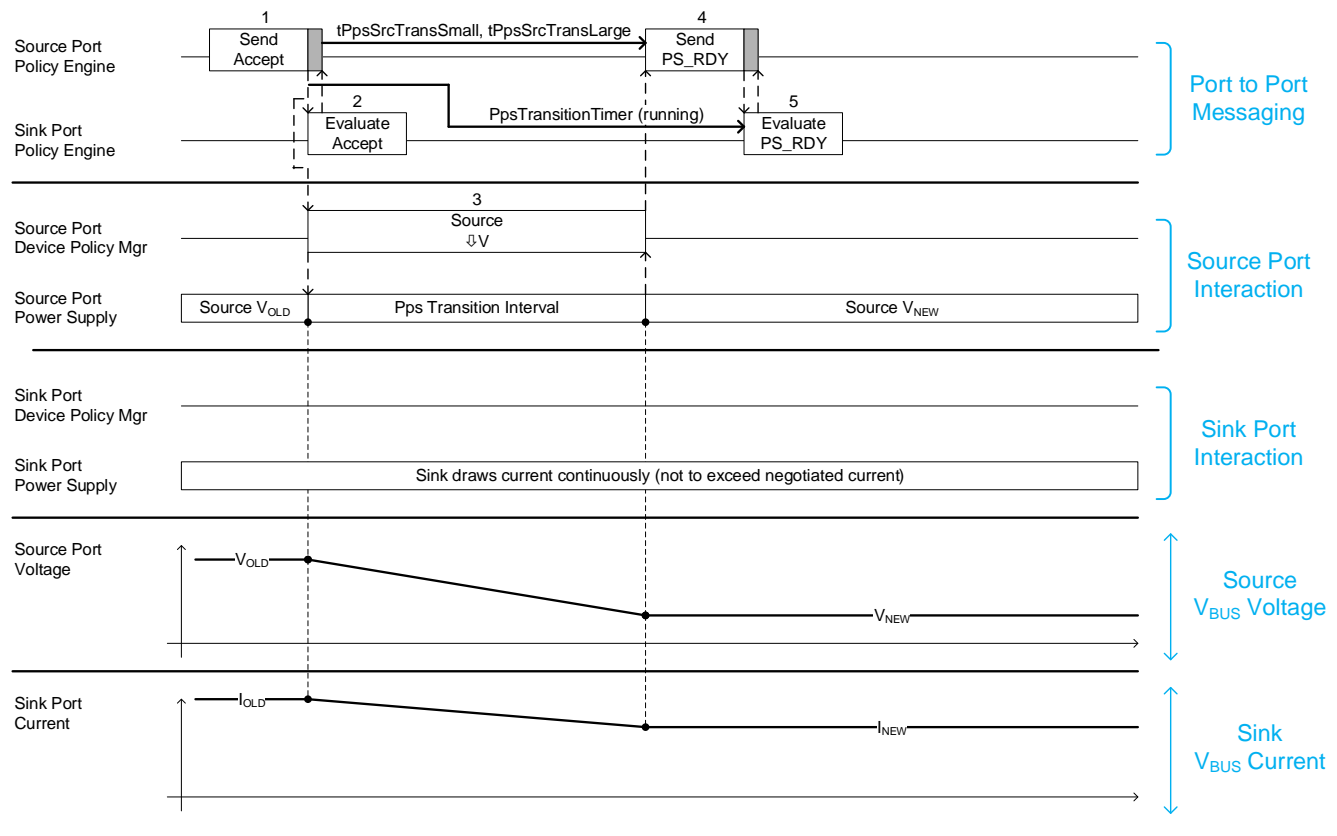 1
4
Send
Accept
tPpsSrcTransSmall, tPpsSrcTransLarge
Send
PS_RDY
Source Port
Policy Engine
2
5
Evaluate
Accept
PpsTransitionTimer (running)
Evaluate
PS_RDY
Sink Port
Policy Engine
Port to Port
Messaging
3
Source
⇩V
Source Port
Device Policy Mgr
Source Port
Power Supply
Source VOLD
Pps Transition Interval
Source VNEW
Source Port
Interaction
Sink Port
Device Policy Mgr
Sink Port
Power Supply
Sink draws current continuously (not to exceed negotiated current)
Sink Port
Interaction
Source Port
Voltage
VOLD
VNEW
Source
VBUS Voltage
Sink Port
Current
IOLD
INEW
Sink
VBUS Current